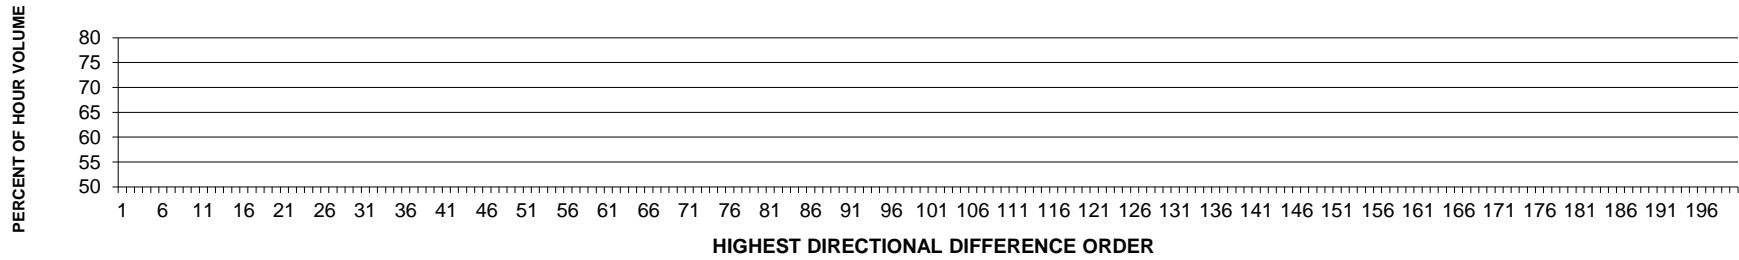 PERCENT OF HOUR VOLUME
80
75
70
65
60
55
50
1 6 11 16 21 26 31 36 41 46 51 56 61 66 71 76 81 86 91 96 101 106 111 116 121 126 131 136 141 146 151 156 161 166 171 176 181 186 191 196
HIGHEST DIRECTIONAL DIFFERENCE ORDER